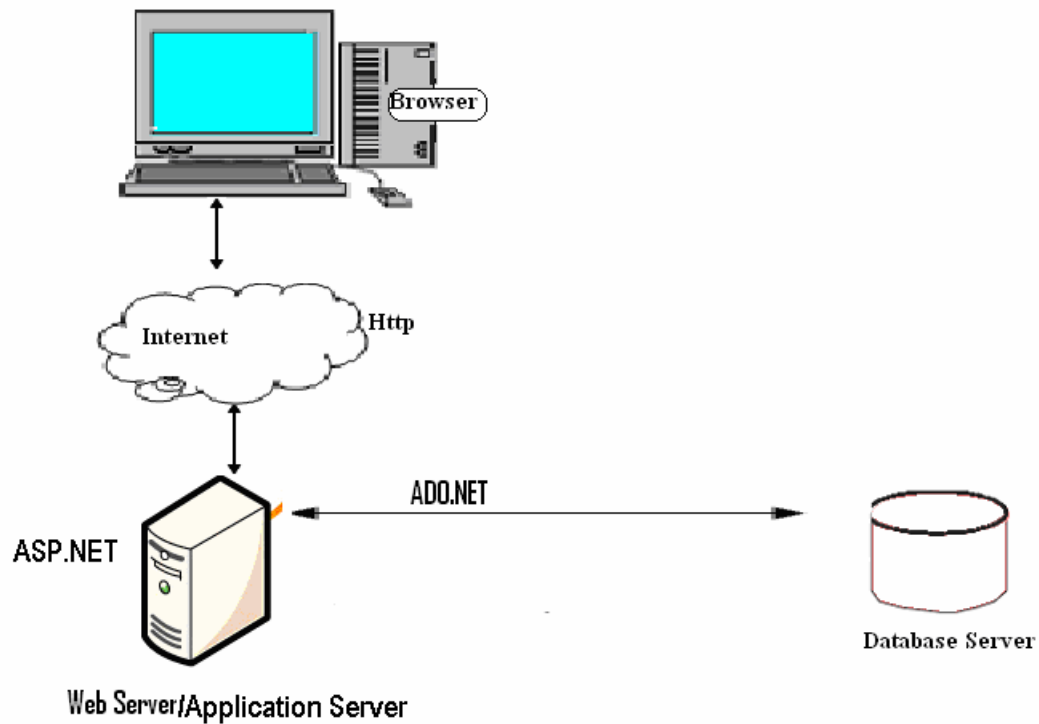 Browser
Internet
Http
ADO.NET
ASP.NET
Database Server
Web Server/Application Server